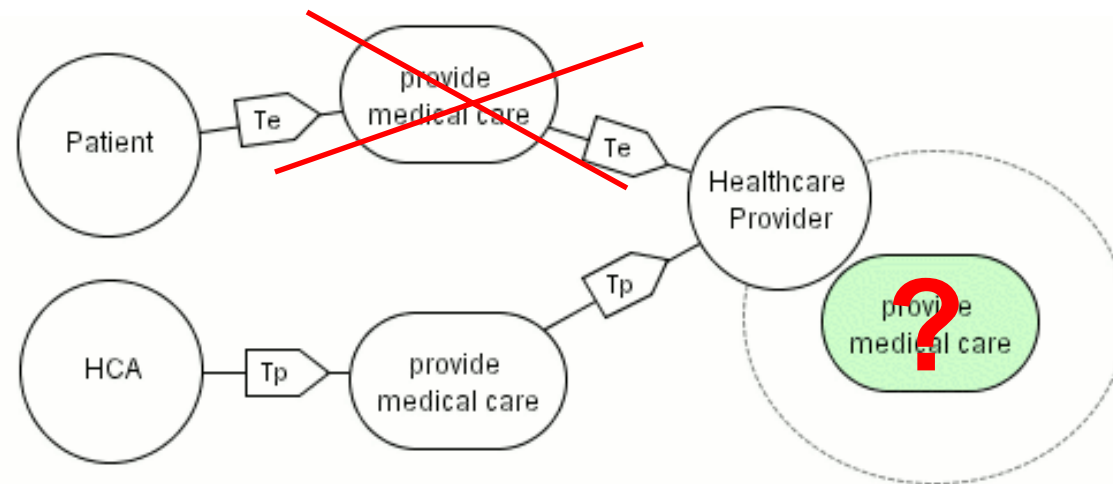 Patient
Te
provide
medical care
Te
Healthcare
Provider
HCA
Tp
provide
medical care
Tp
provide
medical care
?